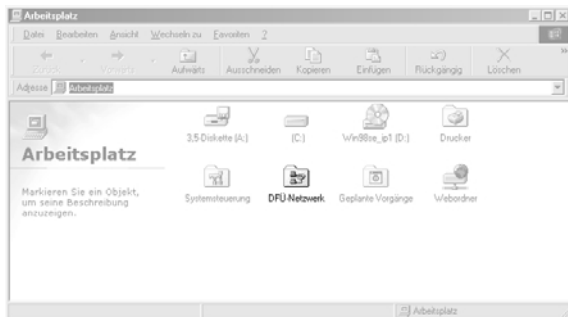 Arbeitsplatz
Datei Bearbeiten Ansicht Wechseln zu Favoriten ?
Zurück Vorwärts Aufwärts Ausschneiden Kopieren Einfügen Rückgängig Löschen »
Adresse Arbeitsplatz
3,5-Diskette (A:) (C:) Win98se_ip1 (D:) Drucker
Arbeitsplatz
Systemsteuerung DFÜ-Netzwerk Geplante Vorgänge Webordner
Markieren Sie ein Objekt,
um seine Beschreibung
anzuzeigen.
Arbeitsplatz